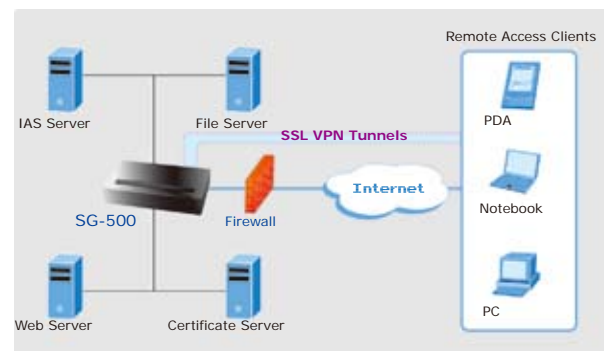 Remote Access Clients
IAS Server
File Server
PDA
SSL VPN Tunnels
Internet
SG-500
Firewall
Notebook
Web Server
Certificate Server
PC